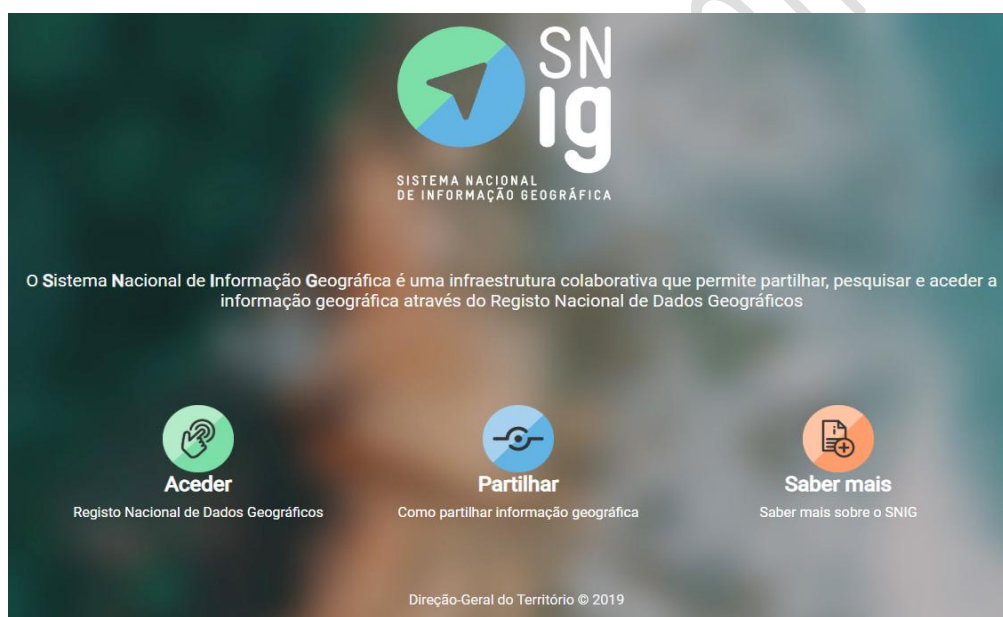 SN
ig
SISTEMA NACIONAL
DE INFORMAÇÃO GEOGRÁFICA
O Sistema Nacional de Informação Geográfica é uma infraestrutura colaborativa que permite partilhar, pesquisar e aceder a
informação geográfica através do Registo Nacional de Dados Geográficos
Aceder
Registo Nacional de Dados Geográficos
Partilhar
Como partilhar informação geográfica
Saber mais
Saber mais sobre o SNIG
Direção-Geral do Território © 2019